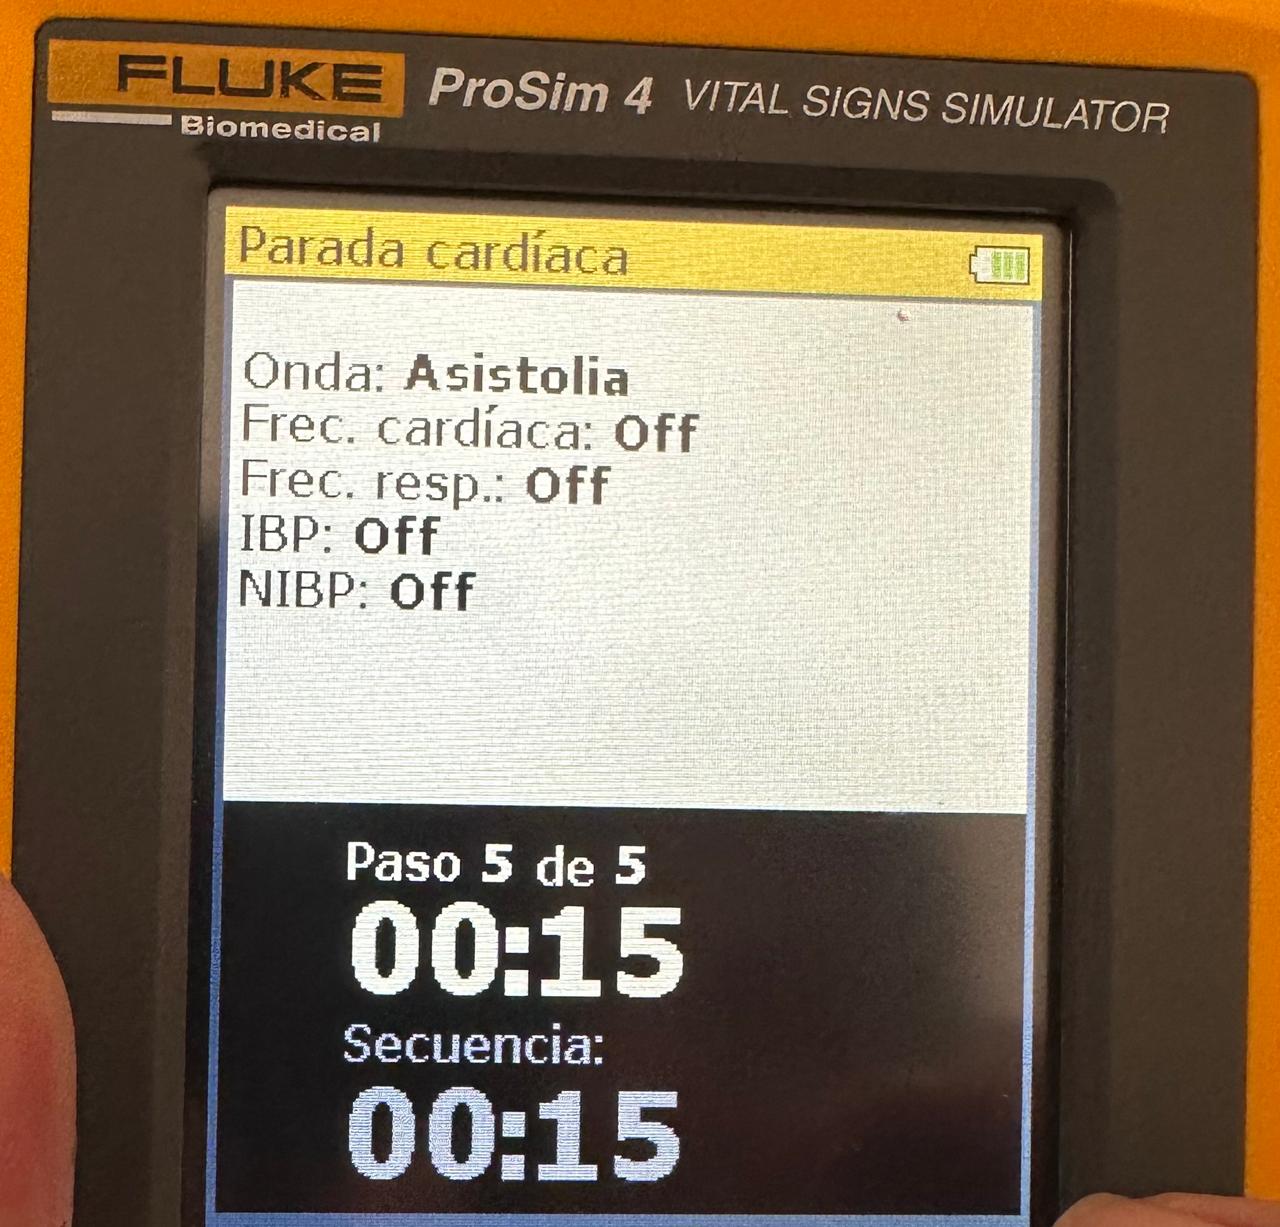 FLUKE ProSim 4 VITAL SIGNS SIMULATOR
Biomedical
Parada cardíaca
Onda: Asistolia
Frec. cardíaca: Off
Frec. resp.: Off
IBP: Off
NIBP: Off
Paso 5 de 5
00:15
Secuencia:
00:15